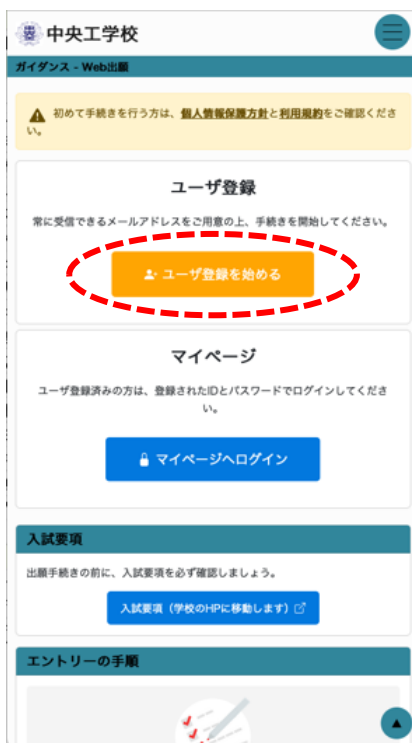 中央工学校
ガイダンス - Web出願
初めて手続きを行う方は、個人情報保護方針と利用規約をご確認くださ
い。
ユーザ登録
常に受信できるメールアドレスをご用意の上、手続きを開始してください。
ユーザ登録を始める
マイページ
ユーザ登録済みの方は、登録されたIDとパスワードでログインしてくださ
い。
マイページへログイン
入試要項
出願手続きの前に、入試要項を必ず確認しましょう。
入試要項（学校のHPに移動します）
エントリーの手順